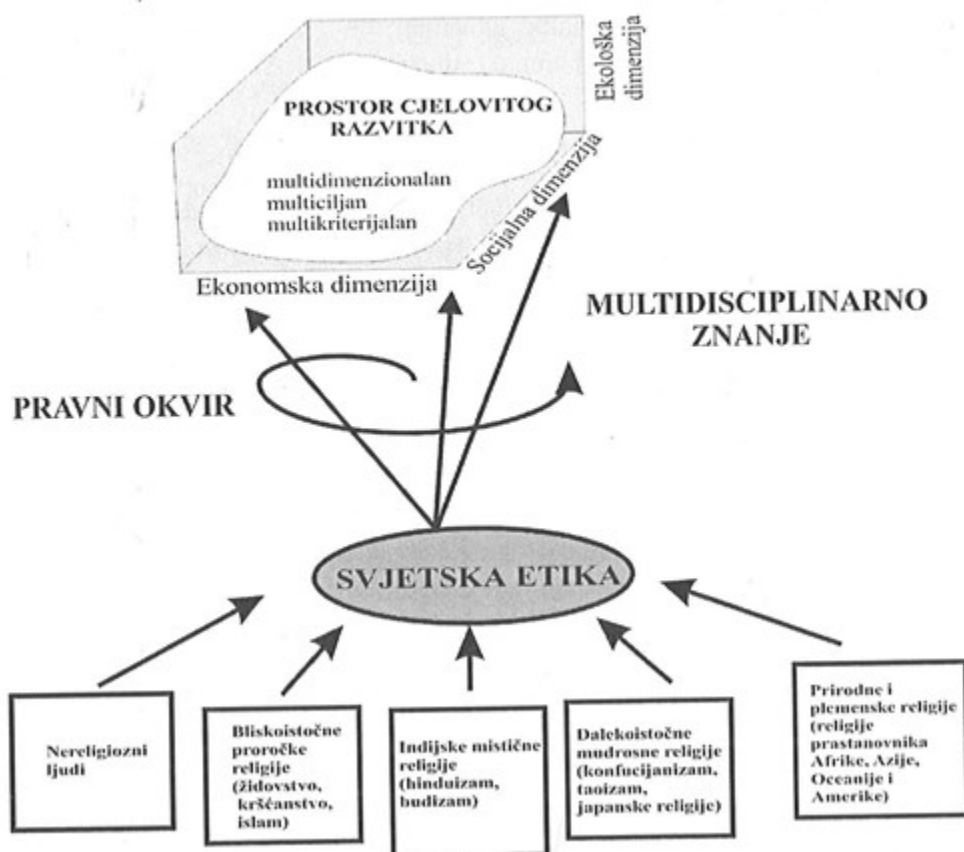 Ekološka
dimenzija
PROSTOR CJELOVITOG
RAZVITKA
multidimenzionalan
multiciljan
multikriterijalan
Socijalna dimenzija
Ekonomska dimenzija
MULTIDISCIPLINARNO
ZNANJE
PRAVNI OKVIR
SVJETSKA ETIKA
Nereligiozni
ljudi
Bliskoistočne
proročke
religije
(židovstvo,
kršćanstvo,
islam)
Indijske mistične
religije
(hinduizam,
budizam)
Dalekoistočne
mudrosne religije
(konfucijanizam,
taoizam,
japanske religije)
Prirodne i
plemenske religije
(religije
prastanovnika
Afrike, Azije,
Oceanije i
Amerike)